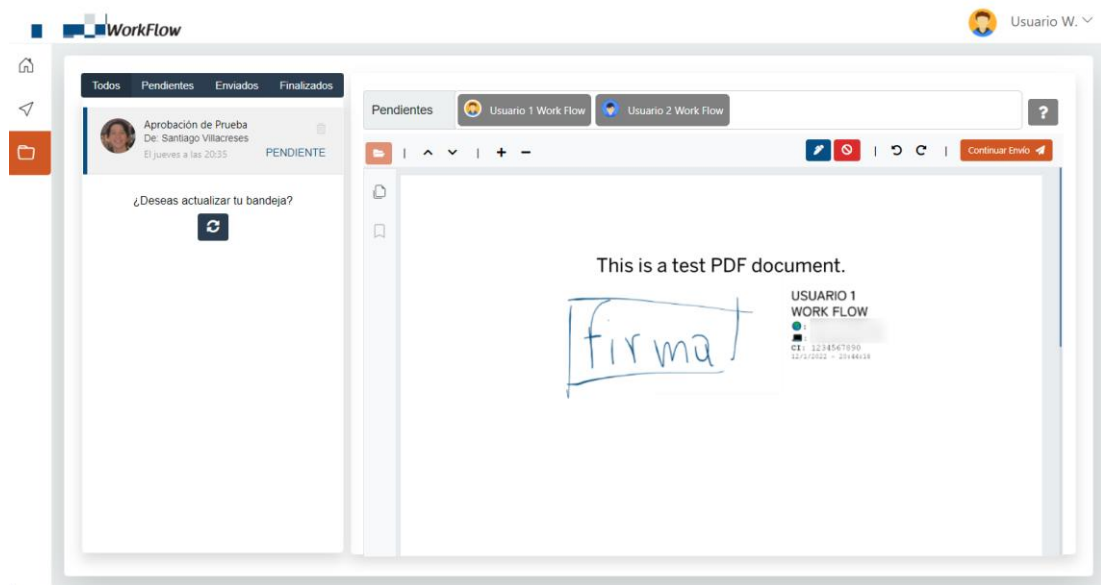 WorkFlow
Usuario W.
Todos Pendientes Enviados Finalizados
Aprobación de Prueba
De: Santiago Villacreses
El jueves a las 20:35 PENDIENTE
¿Deseas actualizar tu bandeja?
Pendientes Usuario 1 Work Flow Usuario 2 Work Flow ?
Continuar Envío
This is a test PDF document.
firma
USUARIO 1
WORK FLOW
CI: 1234567890